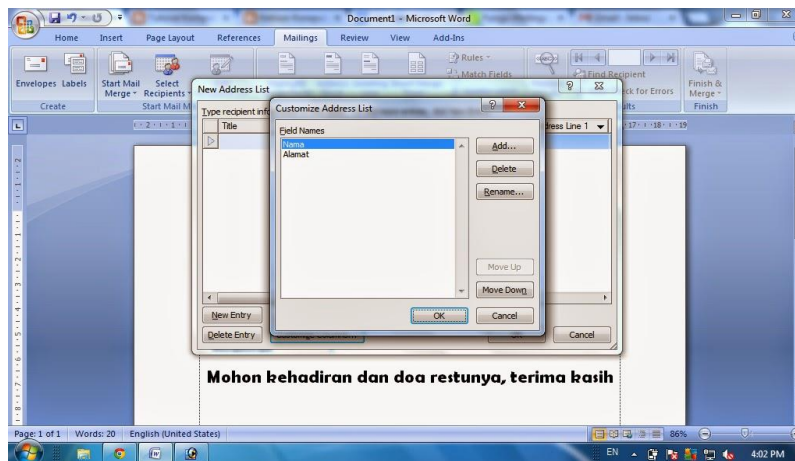 Document1 - Microsoft Word
Home Insert Page Layout References Mailings Review View Add-Ins
Envelopes Labels
Create
Start Mail Merge
Select Recipients
Start Mail M
Rules
Match Fields
Find Recipient
ck for Errors
Finish & Merge
Finish
New Address List
Type recipient inf
Title
dress Line 1
Customize Address List
Field Names
Nama
Alamat
Add...
Delete
Rename...
Move Up
Move Down
OK Cancel
New Entry
Delete Entry
Cancel
Mohon kehadiran dan doa restunya, terima kasih
Page: 1 of 1 Words: 20 English (United States) 86%
EN 4:02 PM